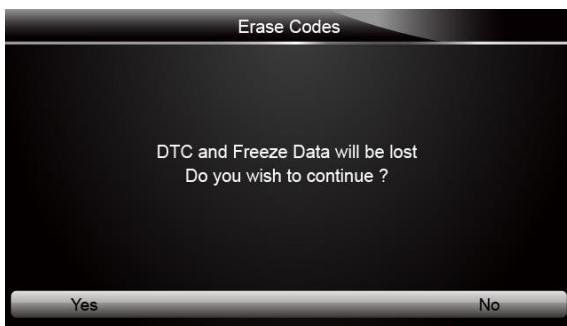 Erase Codes
DTC and Freeze Data will be lost
Do you wish to continue ?
Yes No